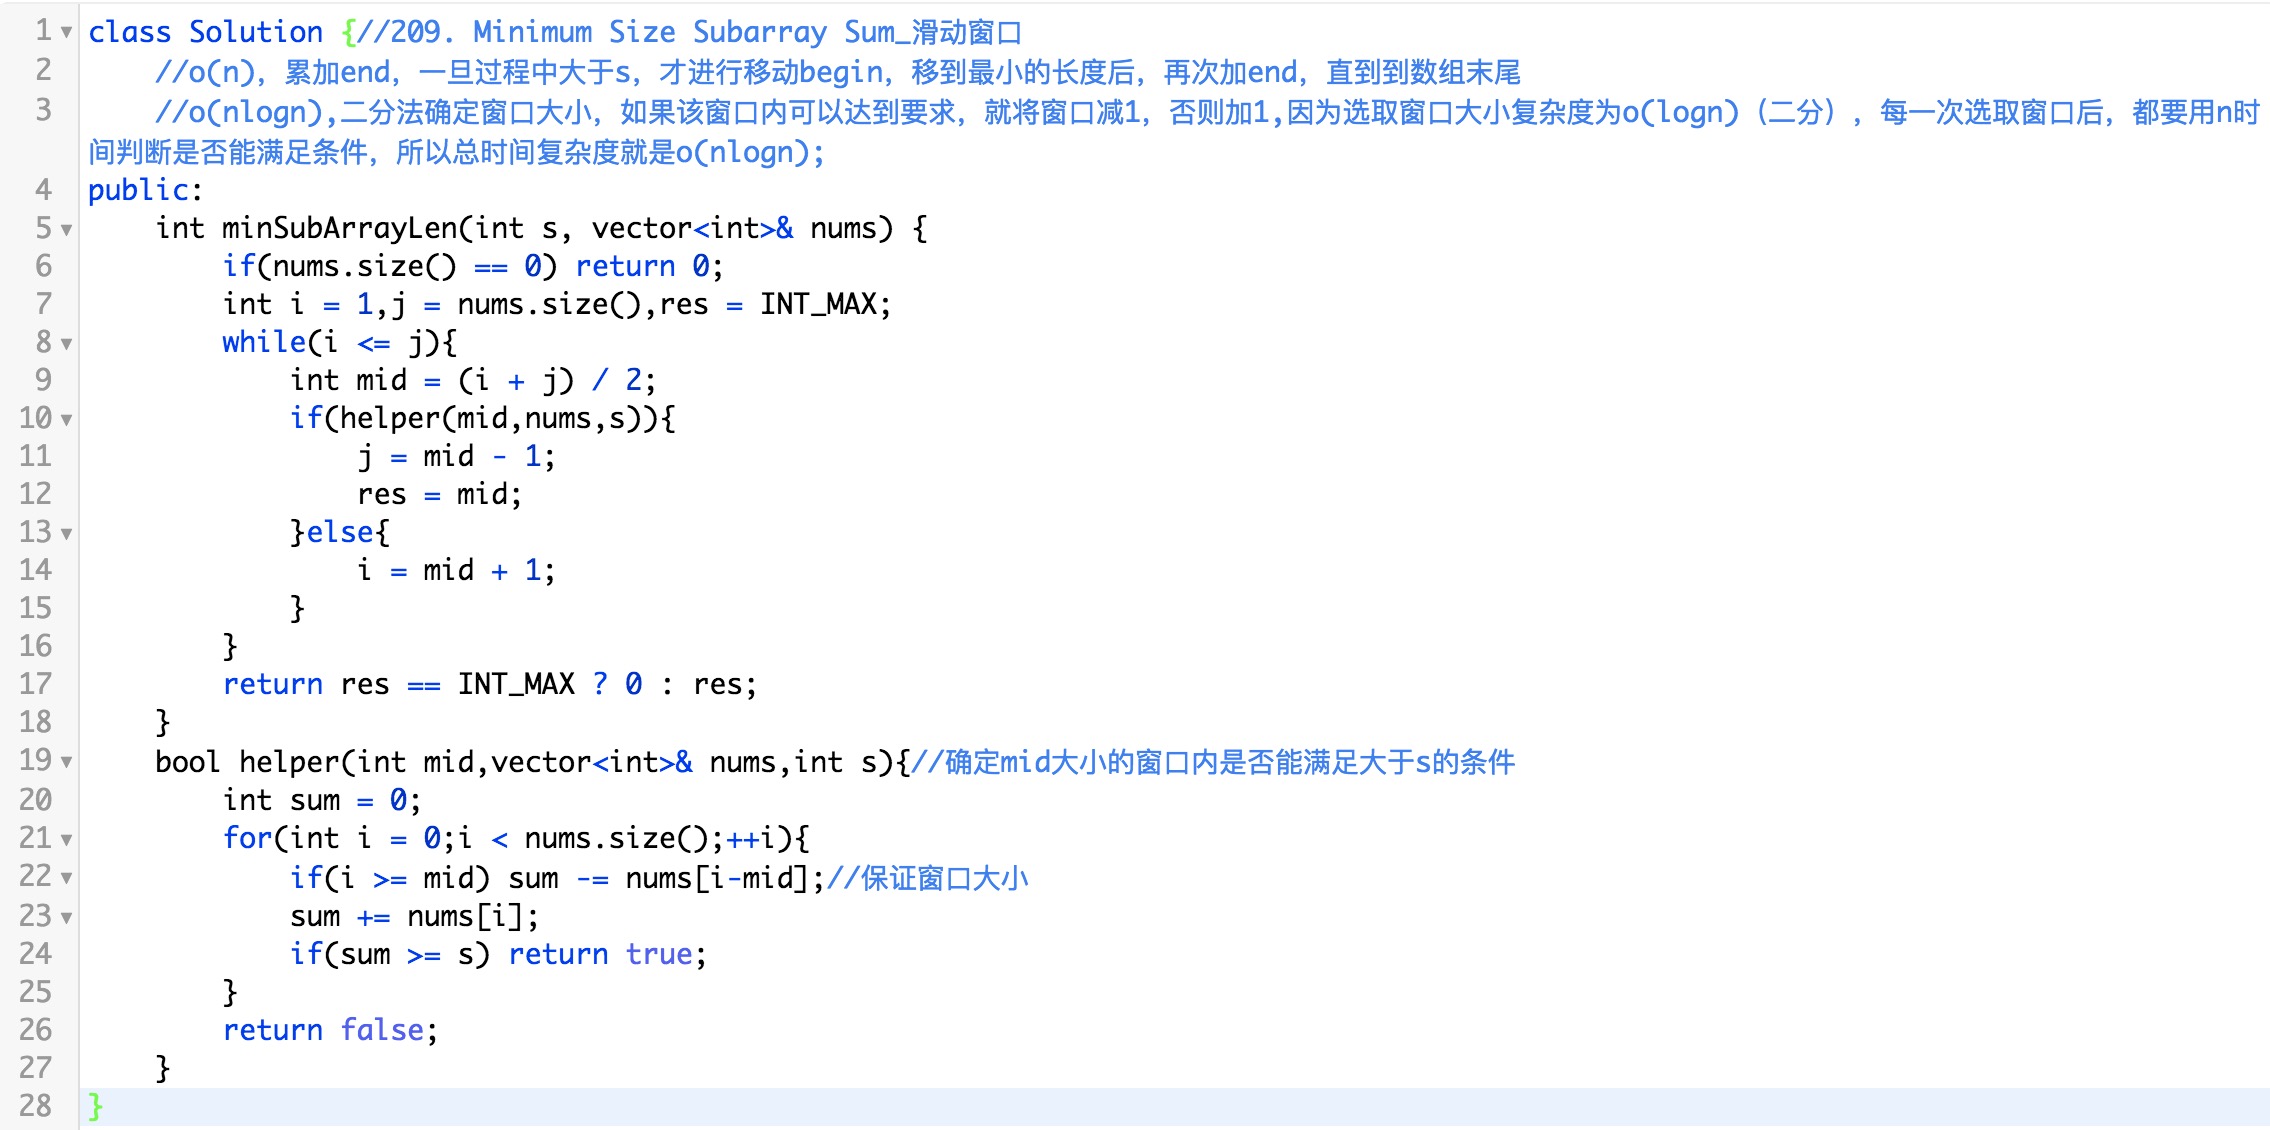 1 class Solution {//209. Minimum Size Subarray Sum_滑动窗口
2 //o(n)，累加end，一旦过程中大于s，才进行移动begin，移到最小的长度后，再次加end，直到到数组末尾
3 //o(nlogn),二分法确定窗口大小，如果该窗口内可以达到要求，就将窗口减1，否则加1,因为选取窗口大小复杂度为o(logn)（二分），每一次选取窗口后，都要用n时
间判断是否能满足条件，所以总时间复杂度就是o(nlogn);
4 public:
5 int minSubArrayLen(int s, vector<int>& nums) {
6 if(nums.size() == 0) return 0;
7 int i = 1,j = nums.size(),res = INT_MAX;
8 while(i <= j){
9 int mid = (i + j) / 2;
10 if(helper(mid,nums,s)){
11 j = mid - 1;
12 res = mid;
13 }else{
14 i = mid + 1;
15 }
16 }
17 return res == INT_MAX ? 0 : res;
18 }
19 bool helper(int mid,vector<int>& nums,int s){//确定mid大小的窗口内是否能满足大于s的条件
20 int sum = 0;
21 for(int i = 0;i < nums.size();++i){
22 if(i >= mid) sum -= nums[i-mid];//保证窗口大小
23 sum += nums[i];
24 if(sum >= s) return true;
25 }
26 return false;
27 }
28 }